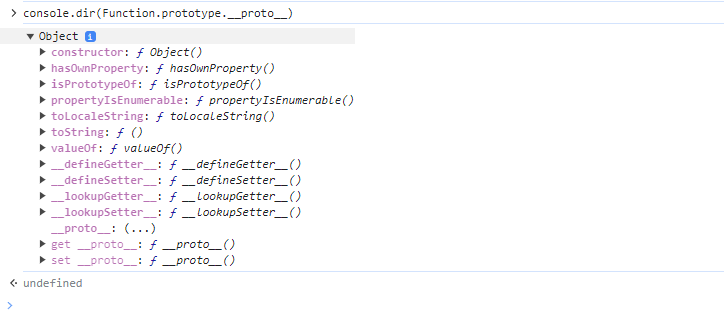 > console.dir(Function.prototype.__proto__)
▼ Object i
▶ constructor: ƒ Object()
▶ hasOwnProperty: ƒ hasOwnProperty()
▶ isPrototypeOf: ƒ isPrototypeOf()
▶ propertyIsEnumerable: ƒ propertyIsEnumerable()
▶ toLocaleString: ƒ toLocaleString()
▶ toString: ƒ ()
▶ valueOf: ƒ valueOf()
▶ __defineGetter__: ƒ __defineGetter__()
▶ __defineSetter__: ƒ __defineSetter__()
▶ __lookupGetter__: ƒ __lookupGetter__()
▶ __lookupSetter__: ƒ __lookupSetter__()
__proto__: (...)
▶ get __proto__: ƒ __proto__()
▶ set __proto__: ƒ __proto__()
undefined
>